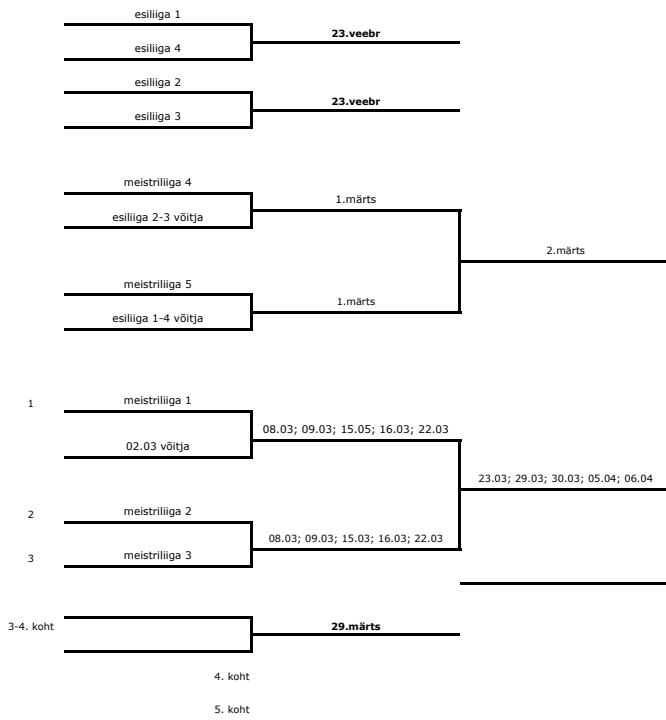 esiliiga 1
23.veebr
esiliiga 4
esiliiga 2
23.veebr
esiliiga 3
meistriliiga 4
1.märts
esiliiga 2-3 võitja
2.märts
meistriliiga 5
1.märts
esiliiga 1-4 võitja
1 meistriliiga 1
08.03; 09.03; 15.05; 16.03; 22.03
02.03 võitja
23.03; 29.03; 30.03; 05.04; 06.04
2 meistriliiga 2
08.03; 09.03; 15.03; 16.03; 22.03
3 meistriliiga 3
3-4. koht 29.märts
4. koht
5. koht